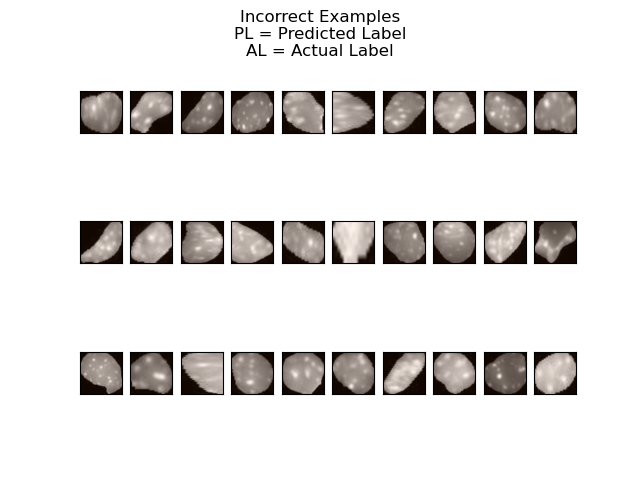 Incorrect Examples
PL = Predicted Label
AL = Actual Label